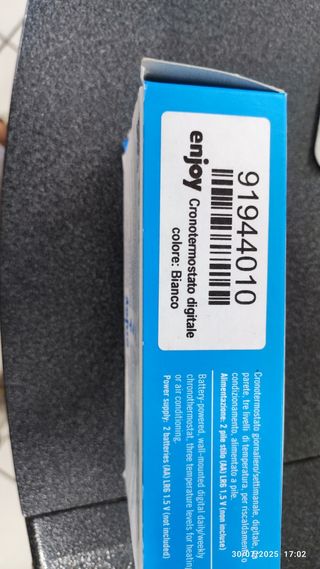 91944010
enjoy Cronotermostato digitale
colore: Bianco
Cronotermostato giornaliero/settimanale, digitale,
parete, tre livelli di temperatura, per riscaldamento o
condizionamento, alimentato a pile.
Alimentazione: 2 pile stilo (AA) LR6 1,5 V (non incluse)
Battery-powered, wall-mounted digital daily/weekly
chronothermostat, three temperature levels for heating
or air conditioning.
Power supply: 2 batteries (AA) LR6 1.5 V (not included)
30/07/2025 17:02